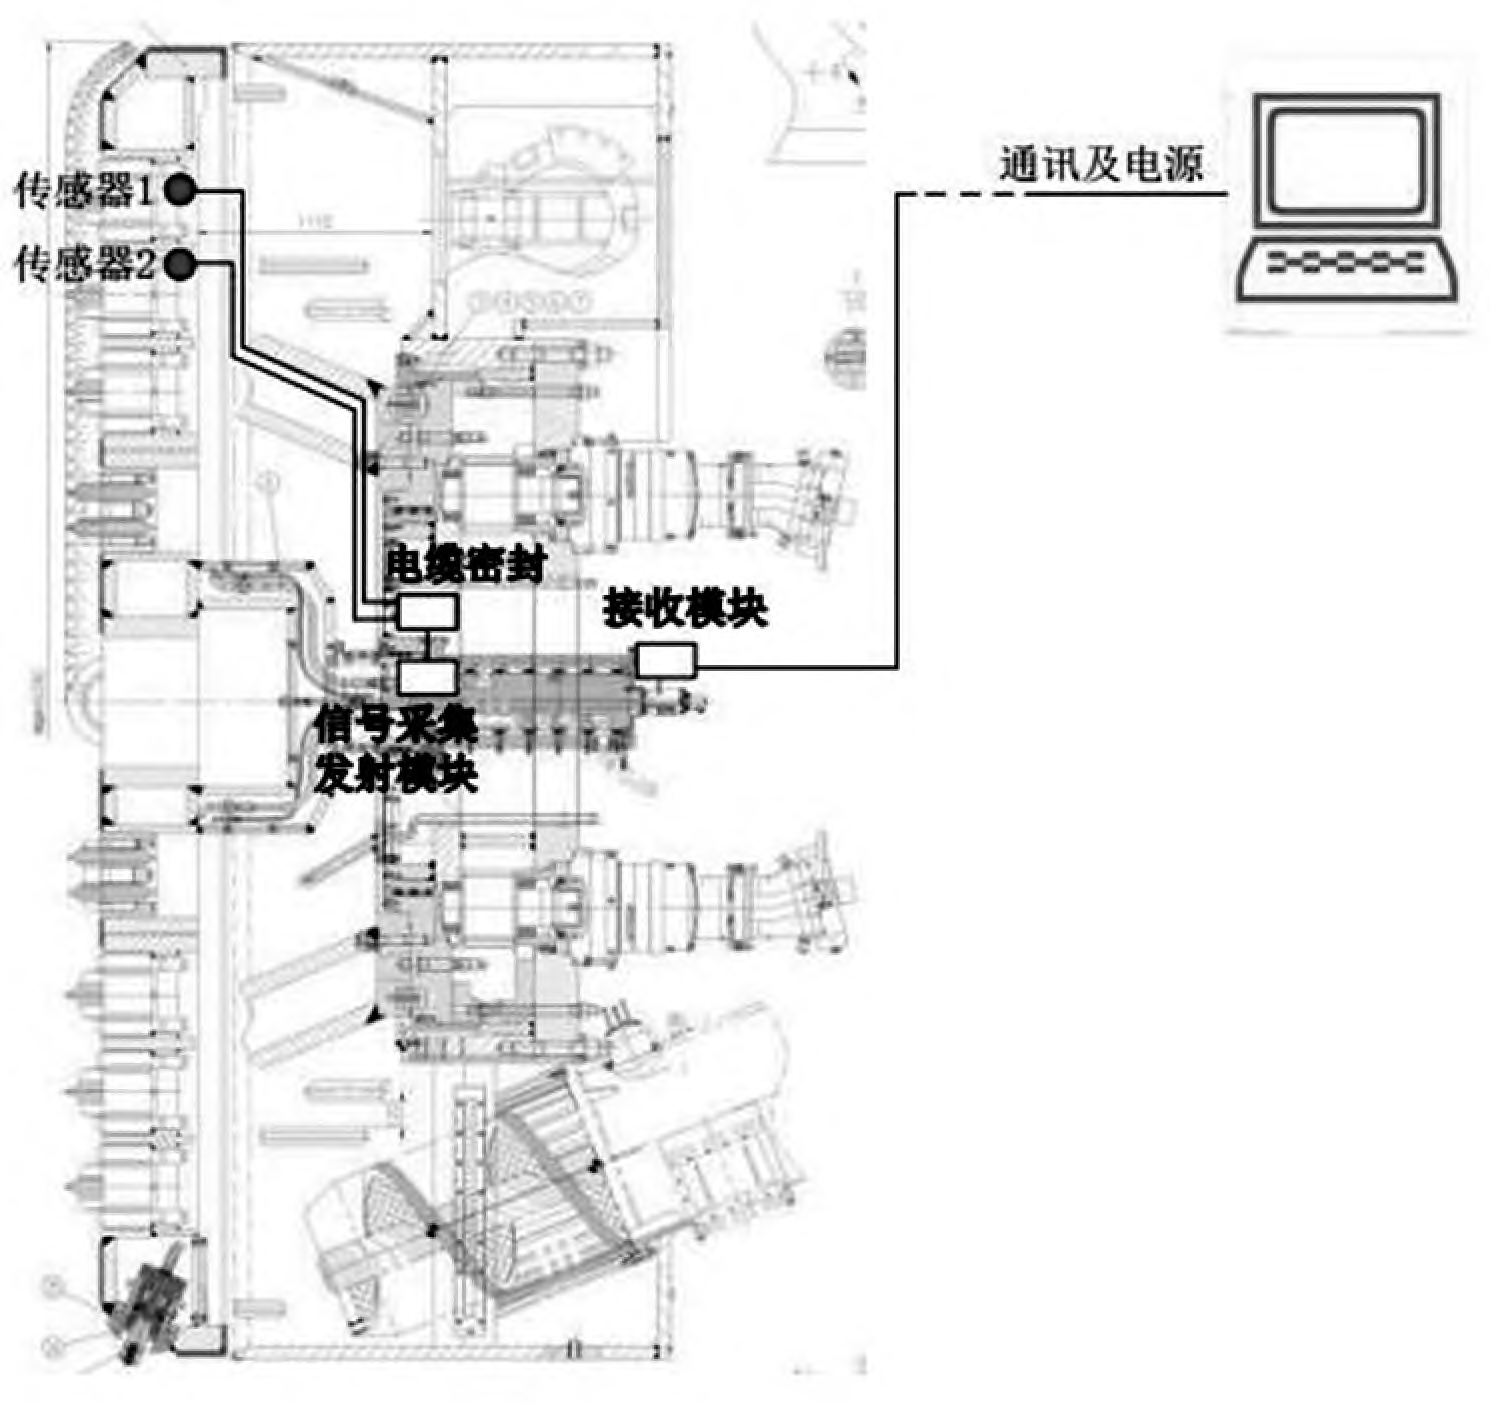 通讯及电源
传感器1
传感器2
电缆密封
接收模块
信号采集
发射模块